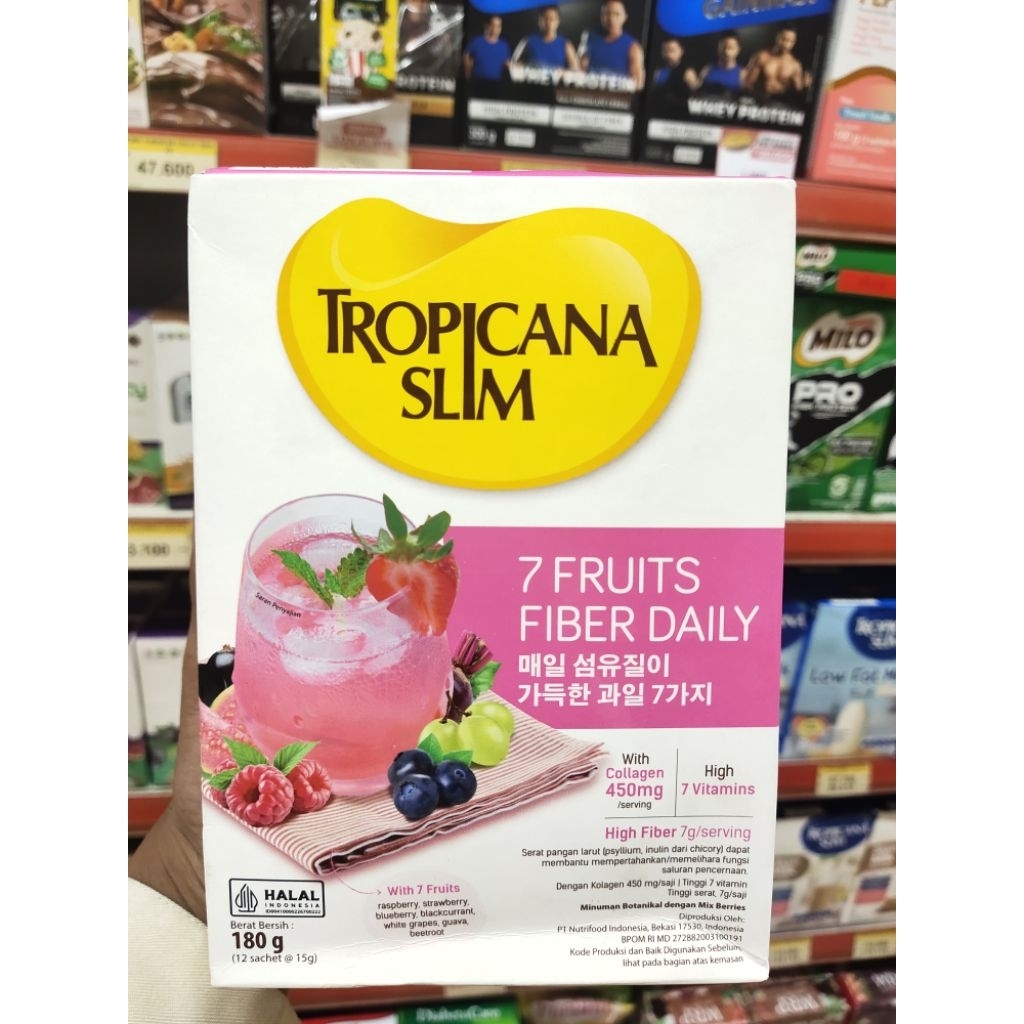 WHEY PROTEIN
WHEY PROTEIN
47.600
TROPICANA
SLIM
MILO
MILO
PRO
7 FRUITS
FIBER DAILY
매일 섬유질이
가득한 과일 7가지
Saran Penyajian
With
Collagen
450mg
/serving
High
7 Vitamins
High Fiber 7g/serving
Serat pangan larut (psyllium, inulin dari chicory) dapat
membantu mempertahankan/memelihara fungsi
saluran pencernaan.
Dengan Kolagen 450 mg/saji | Tinggi 7 vitamin
Tinggi serat, 7g/saji
Minuman Botanikal dengan Mix Berries
Diproduksi Oleh:
PT Nutrifood Indonesia, Bekasi 17530, Indonesia
BPOM RI MD 272882003100191
Kode Produksi dan Baik Digunakan Sebelum,
lihat pada bagian atas kemasan
With 7 Fruits
raspberry, strawberry,
blueberry, blackcurrant,
white grapes, guava,
beetroot
HALAL
INDONESIA
Berat Bersih :
180 g
(12 sachet @ 15g)